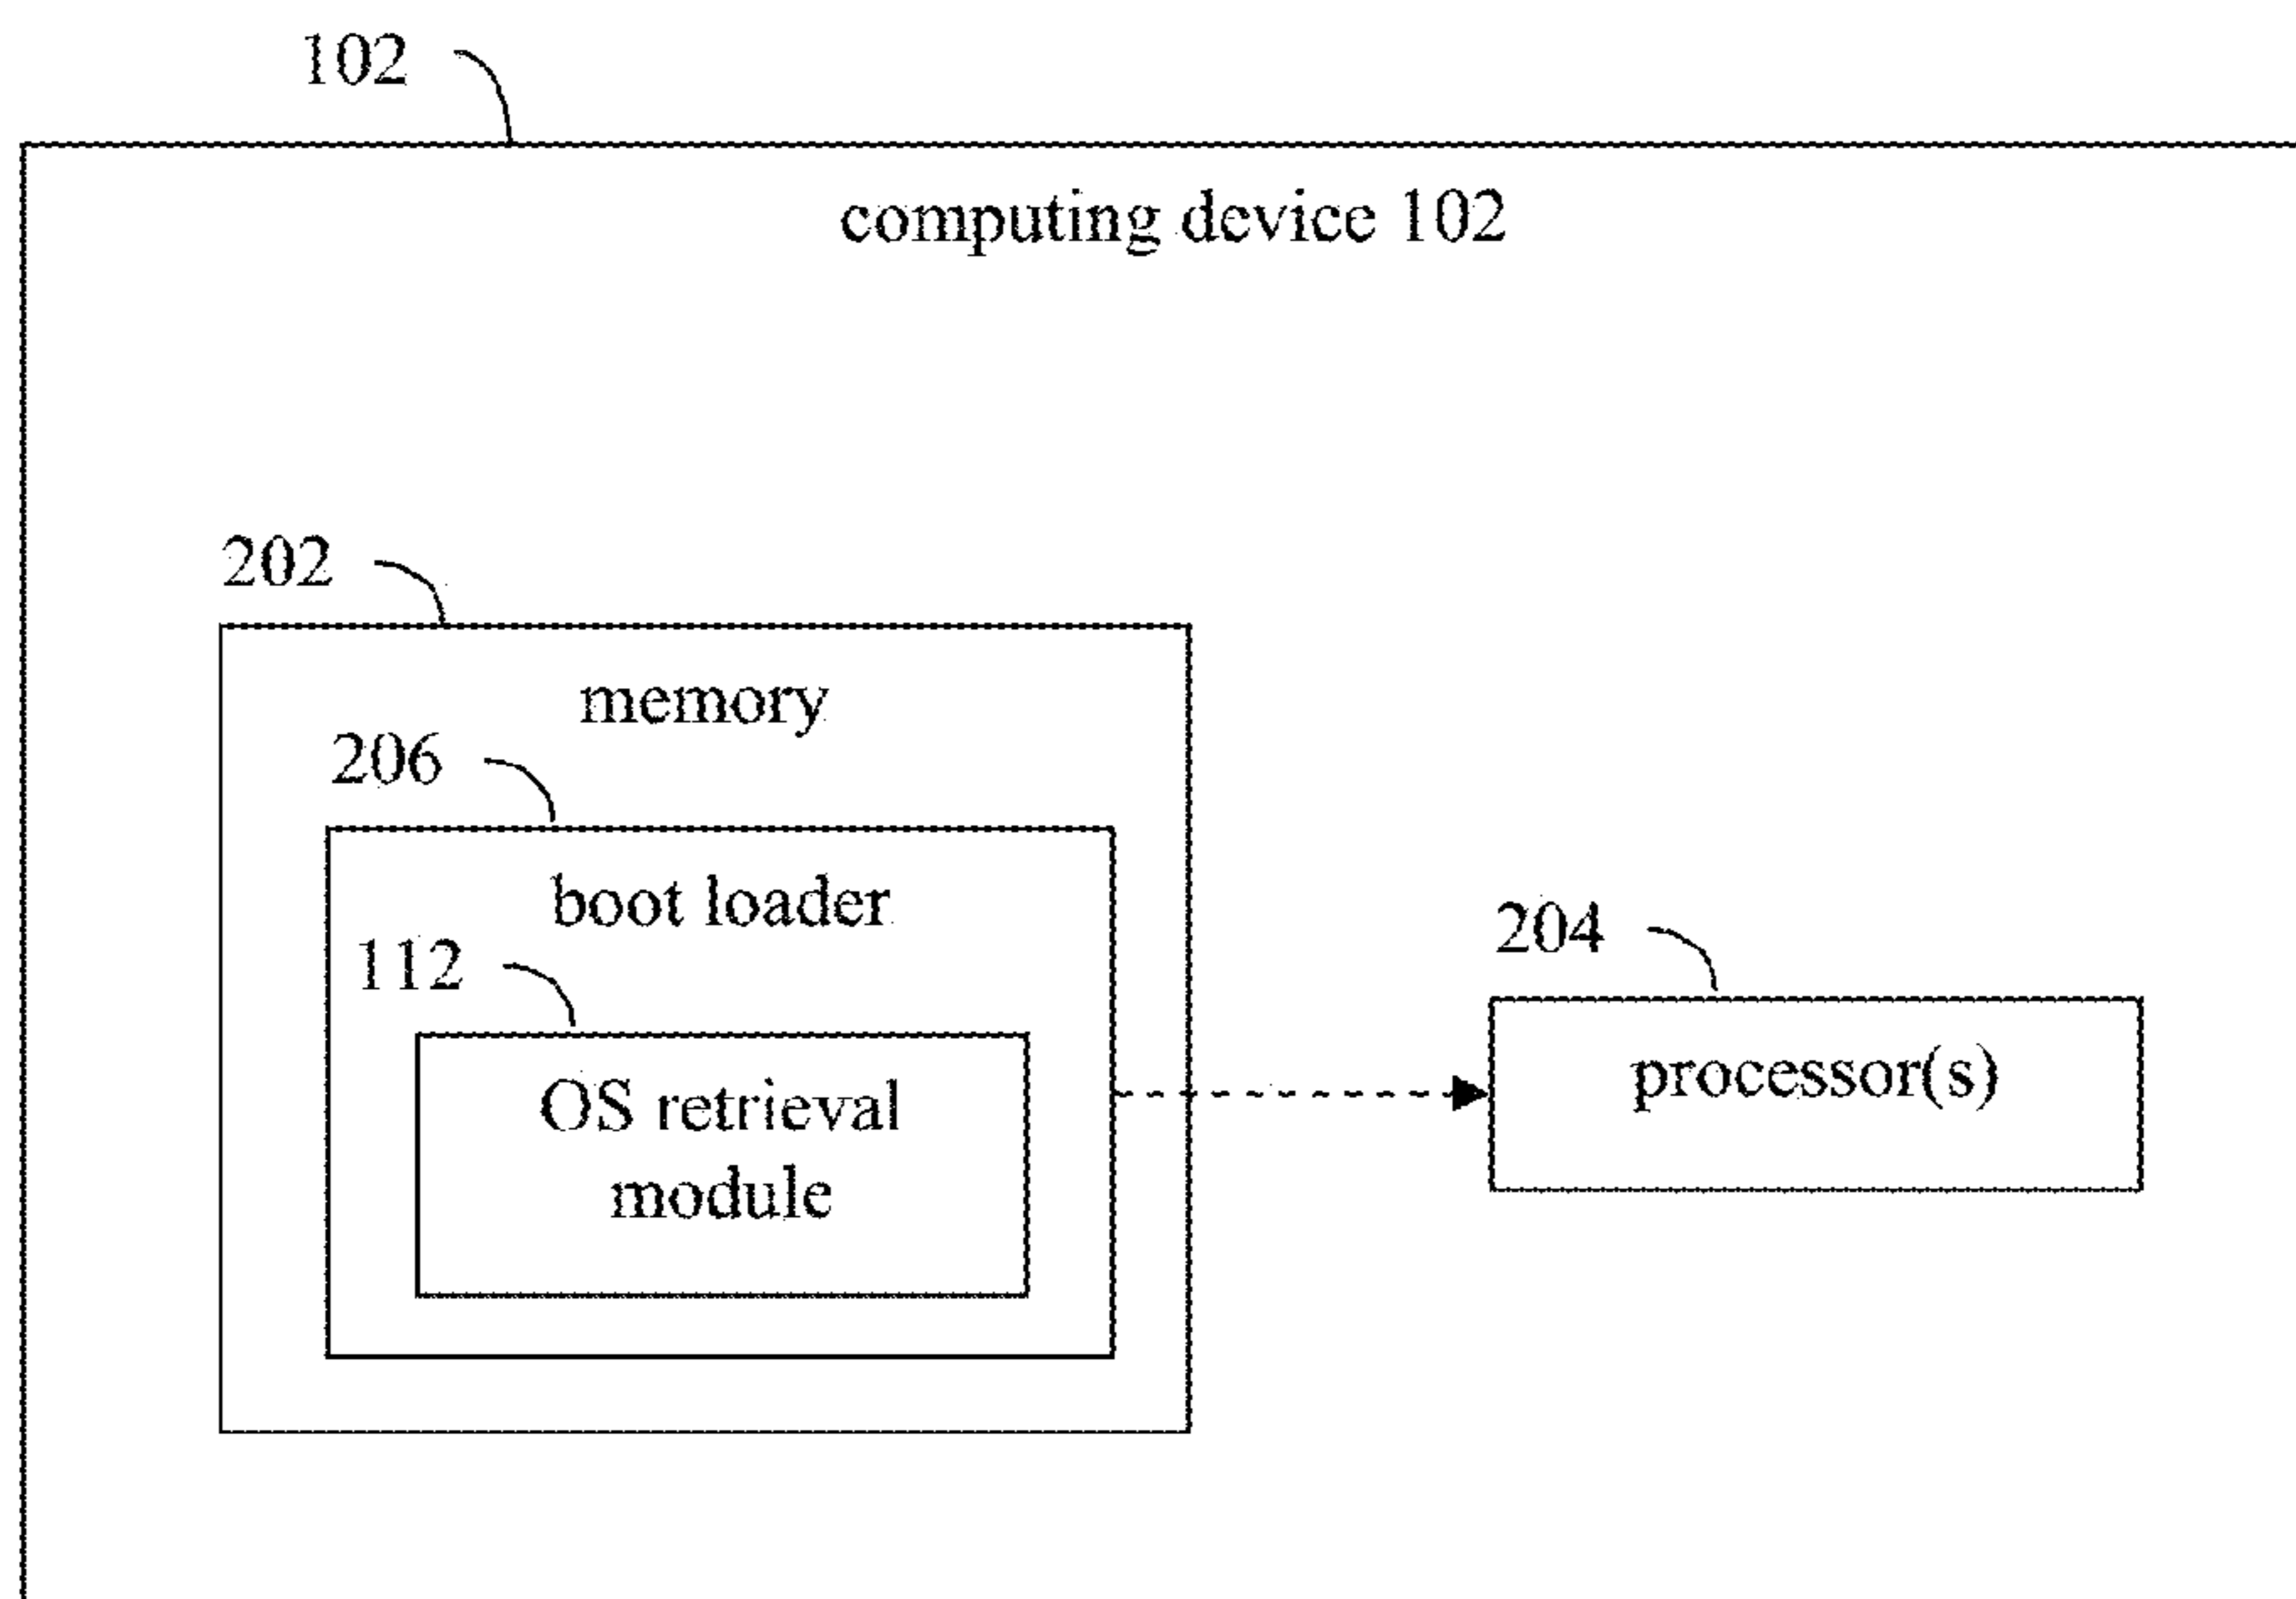 102
computing device 102
202
memory
206
boot loader
112
OS retrieval
module
204
processor(s)